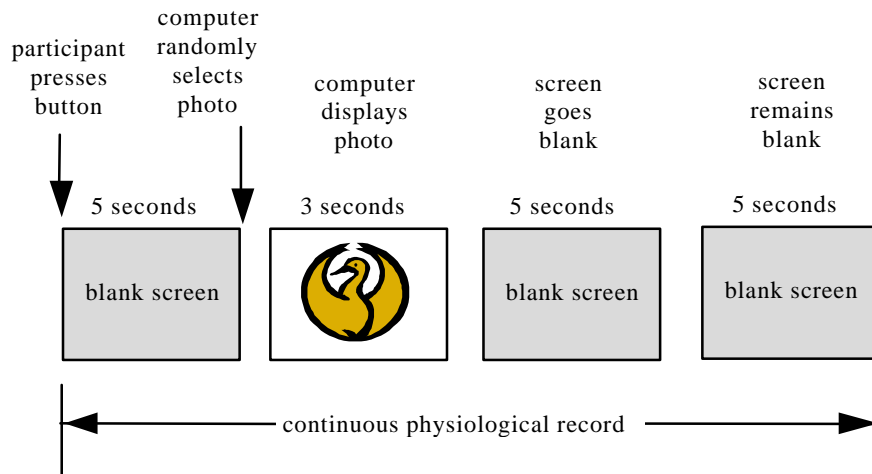 participant
presses
button
computer
randomly
selects
photo
computer
displays
photo
screen
goes
blank
screen
remains
blank
5 seconds
3 seconds
5 seconds
5 seconds
blank screen
blank screen
blank screen
continuous physiological record